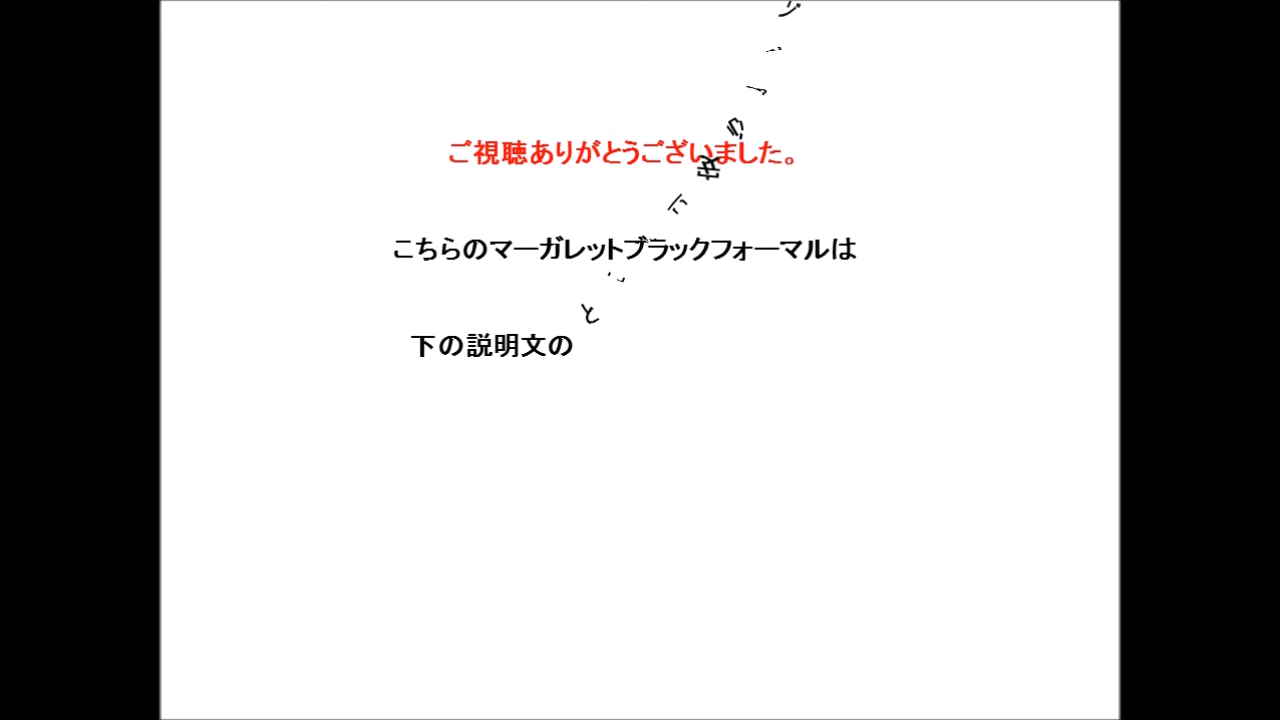 ご視聴ありがとうございました。
こちらのマーガレットブラックフォーマルは
下の説明文のと